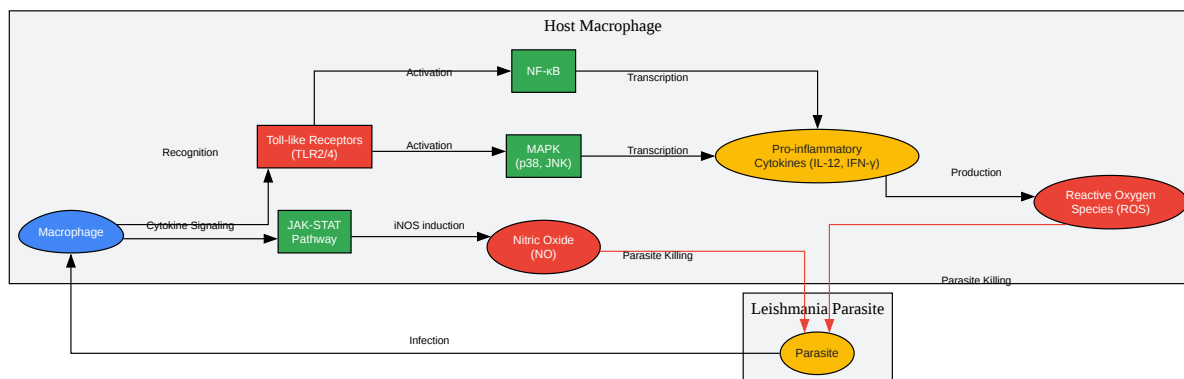 Host Macrophage
NF-κB
Activation
Transcription
Toll-like Receptors
(TLR2/4)
Recognition
Activation
MAPK
(p38, JNK)
Transcription
Pro-inflammatory
Cytokines (IL-12, IFN-γ)
Production
Reactive Oxygen
Species (ROS)
Macrophage
Cytokine Signaling
JAK-STAT
Pathway
iNOS induction
Nitric Oxide
(NO)
Parasite Killing
Parasite Killing
Leishmania Parasite
Infection
Parasite